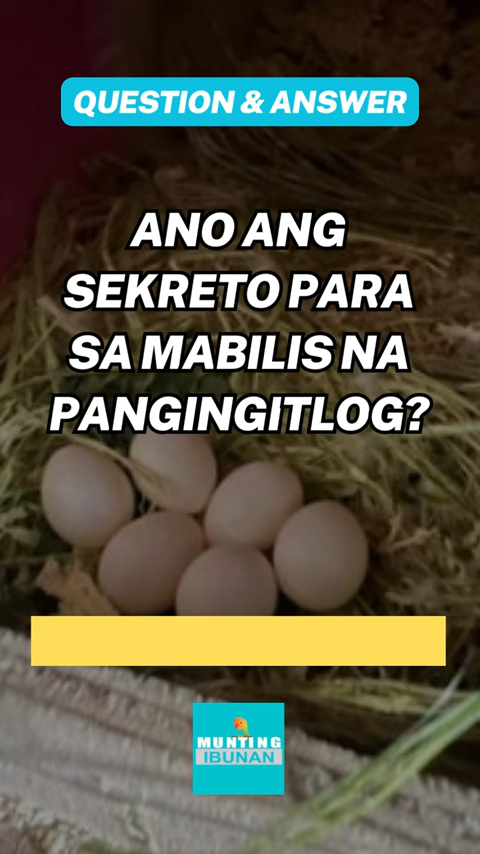 QUESTION & ANSWER
ANO ANG
SEKRETO PARA
SA MABILIS NA
PANGINGITLOG?
MUNTING
IBUNAN